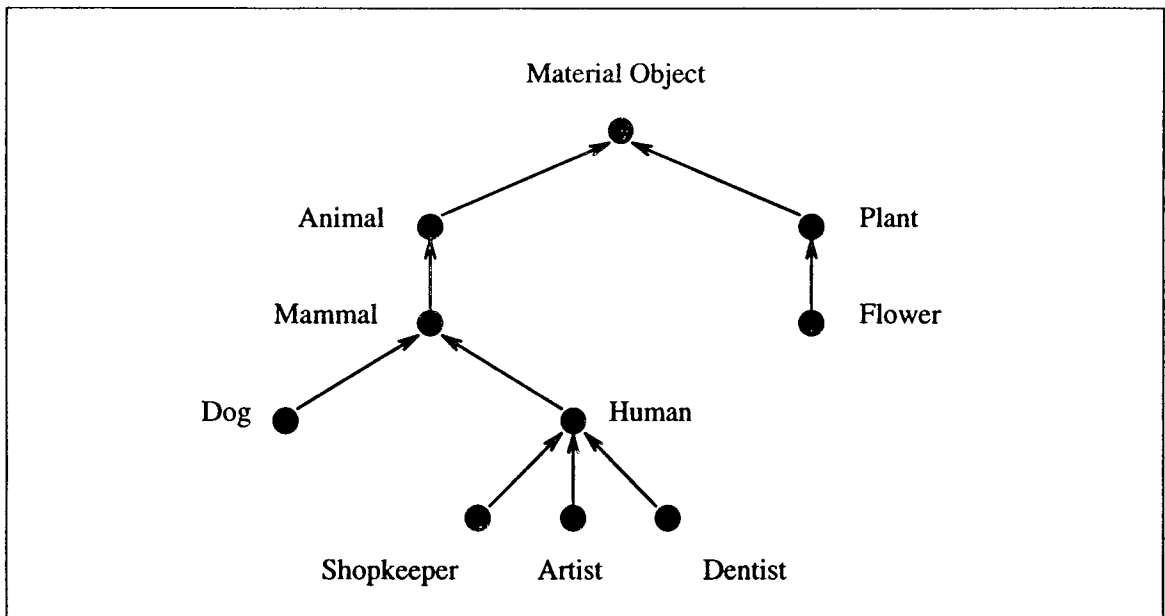 Material Object
Animal
Plant
Mammal
Flower
Dog
Human
Shopkeeper
Artist
Dentist